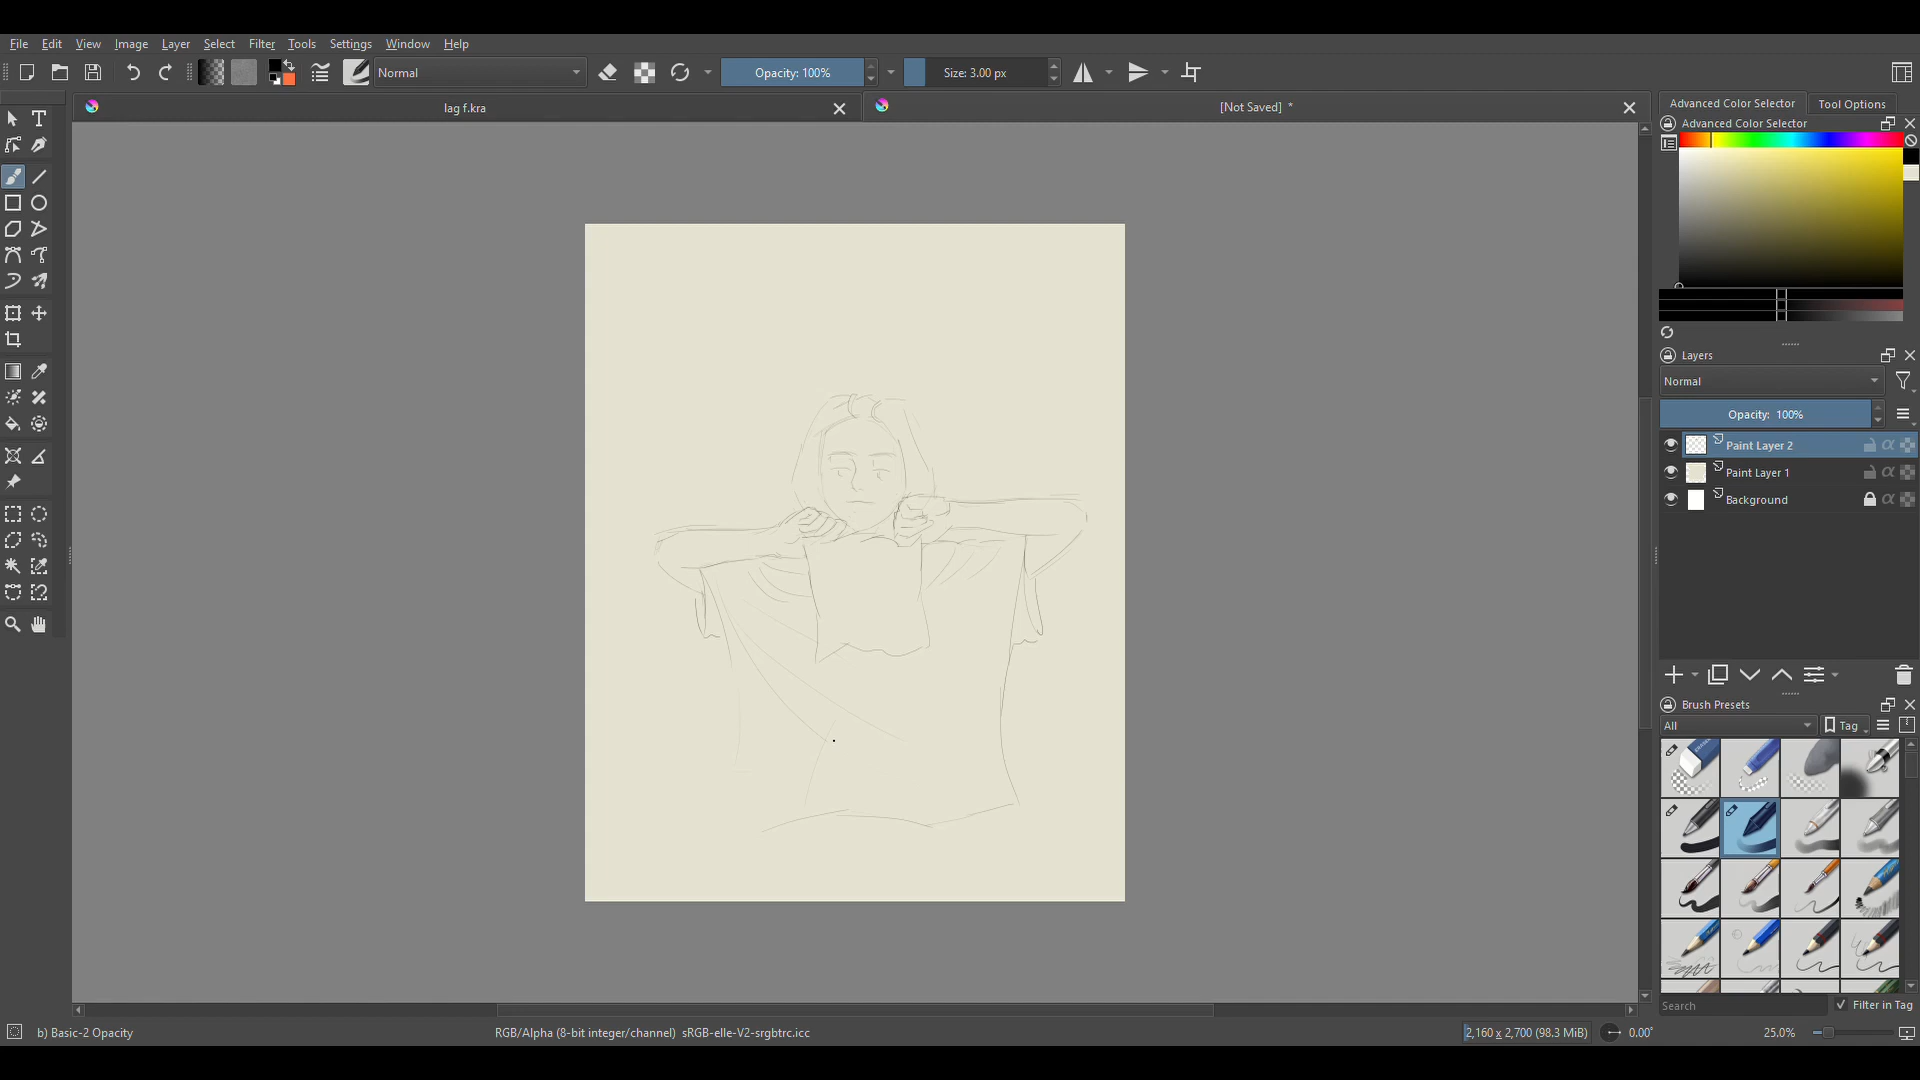 File Edit View Image Layer Select Filter Tools Settings Window Help
Normal Opacity: 100% Size: 3.00 px
lag f.kra [Not Saved] *
Advanced Color Selector Tool Options
Advanced Color Selector
Layers
Normal
Opacity: 100%
Paint Layer 2
Paint Layer 1
Background
Brush Presets
All Tag
Search Filter in Tag
b) Basic-2 Opacity RGB/Alpha (8-bit integer/channel) sRGB-elle-V2-srgbtrc.icc 2,160 x 2,700 (98.3 MiB) 0.00° 25.0%